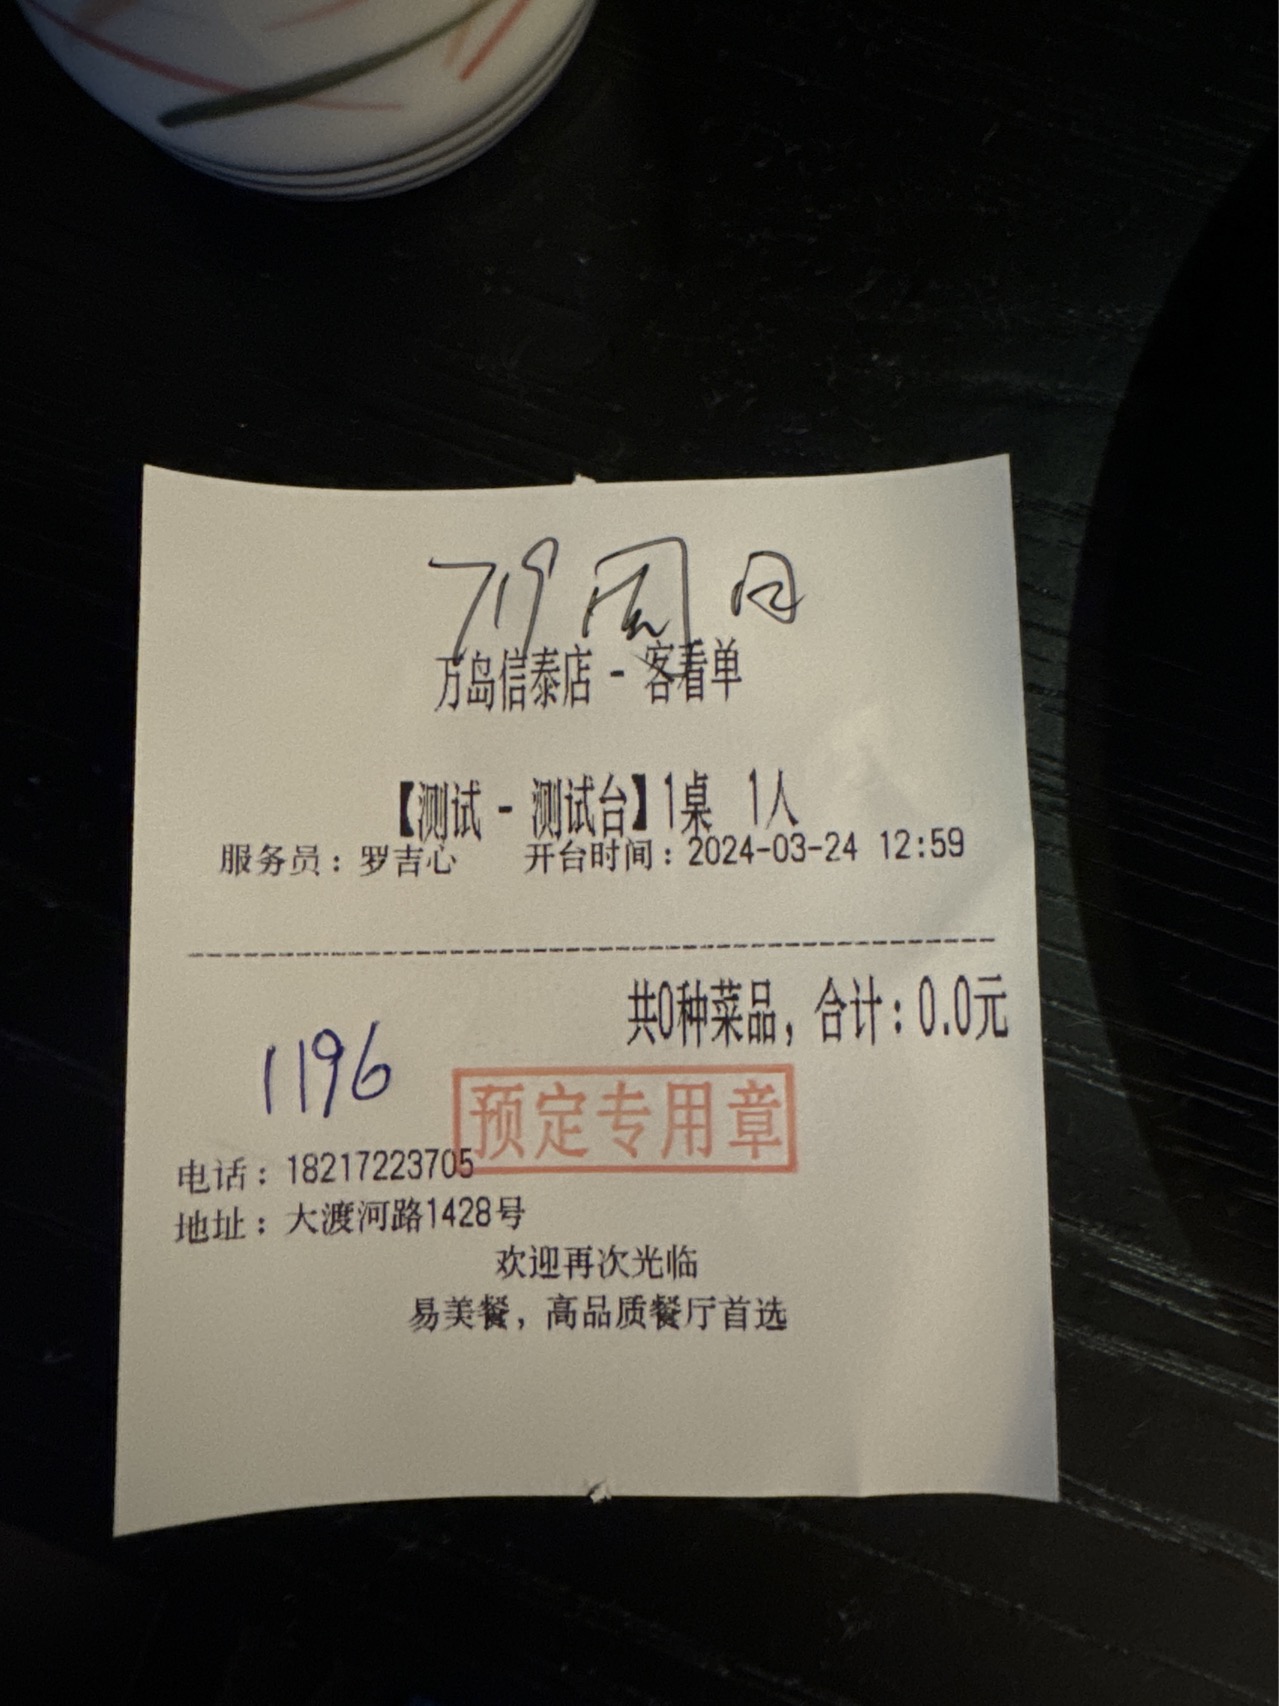 719 周 日
万岛信泰店 - 客看单
【测试 - 测试台】1桌 1人
服务员：罗吉心 开台时间：2024-03-24 12:59
共0种菜品，合计：0.0元
1196
预定专用章
电话：18217223705
地址：大渡河路1428号
欢迎再次光临
易美餐，高品质餐厅首选